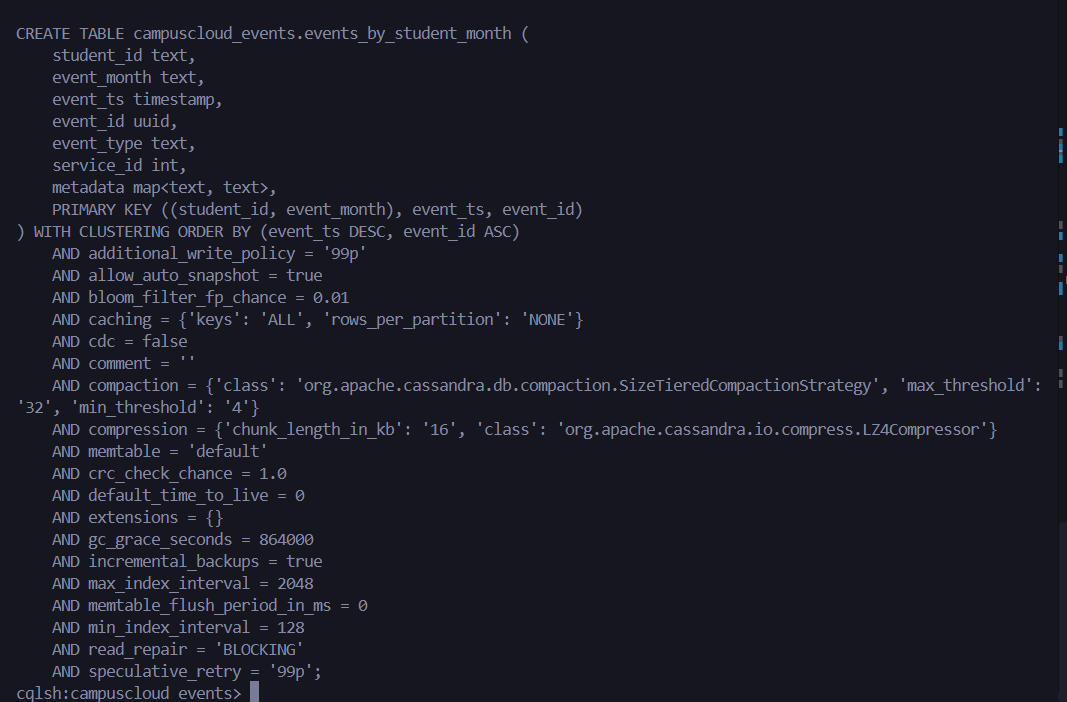 CREATE TABLE campuscloud_events.events_by_student_month (
    student_id text,
    event_month text,
    event_ts timestamp,
    event_id uuid,
    event_type text,
    service_id int,
    metadata map<text, text>,
    PRIMARY KEY ((student_id, event_month), event_ts, event_id)
) WITH CLUSTERING ORDER BY (event_ts DESC, event_id ASC)
    AND additional_write_policy = '99p'
    AND allow_auto_snapshot = true
    AND bloom_filter_fp_chance = 0.01
    AND caching = {'keys': 'ALL', 'rows_per_partition': 'NONE'}
    AND cdc = false
    AND comment = ''
    AND compaction = {'class': 'org.apache.cassandra.db.compaction.SizeTieredCompactionStrategy', 'max_threshold':
'32', 'min_threshold': '4'}
    AND compression = {'chunk_length_in_kb': '16', 'class': 'org.apache.cassandra.io.compress.LZ4Compressor'}
    AND memtable = 'default'
    AND crc_check_chance = 1.0
    AND default_time_to_live = 0
    AND extensions = {}
    AND gc_grace_seconds = 864000
    AND incremental_backups = true
    AND max_index_interval = 2048
    AND memtable_flush_period_in_ms = 0
    AND min_index_interval = 128
    AND read_repair = 'BLOCKING'
    AND speculative_retry = '99p';
cqlsh:campuscloud_events>